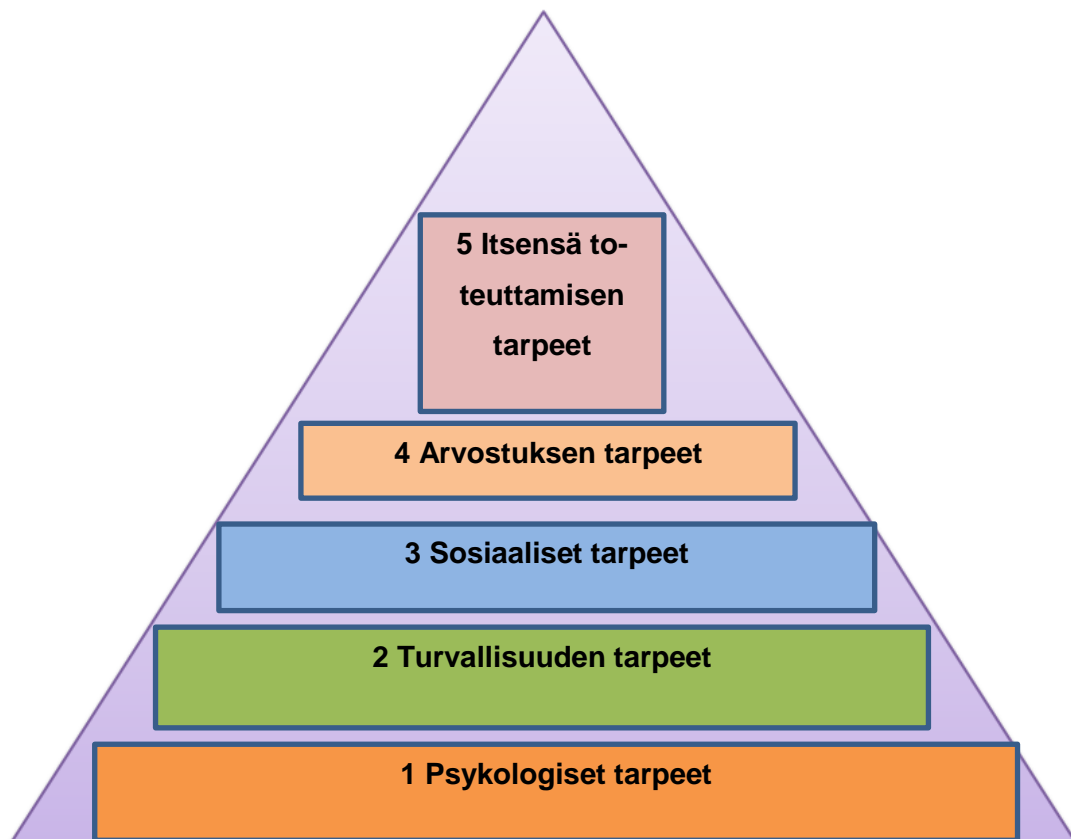 5 Itsensä to-
teuttamisen
tarpeet
4 Arvostuksen tarpeet
3 Sosiaaliset tarpeet
2 Turvallisuuden tarpeet
1 Psykologiset tarpeet